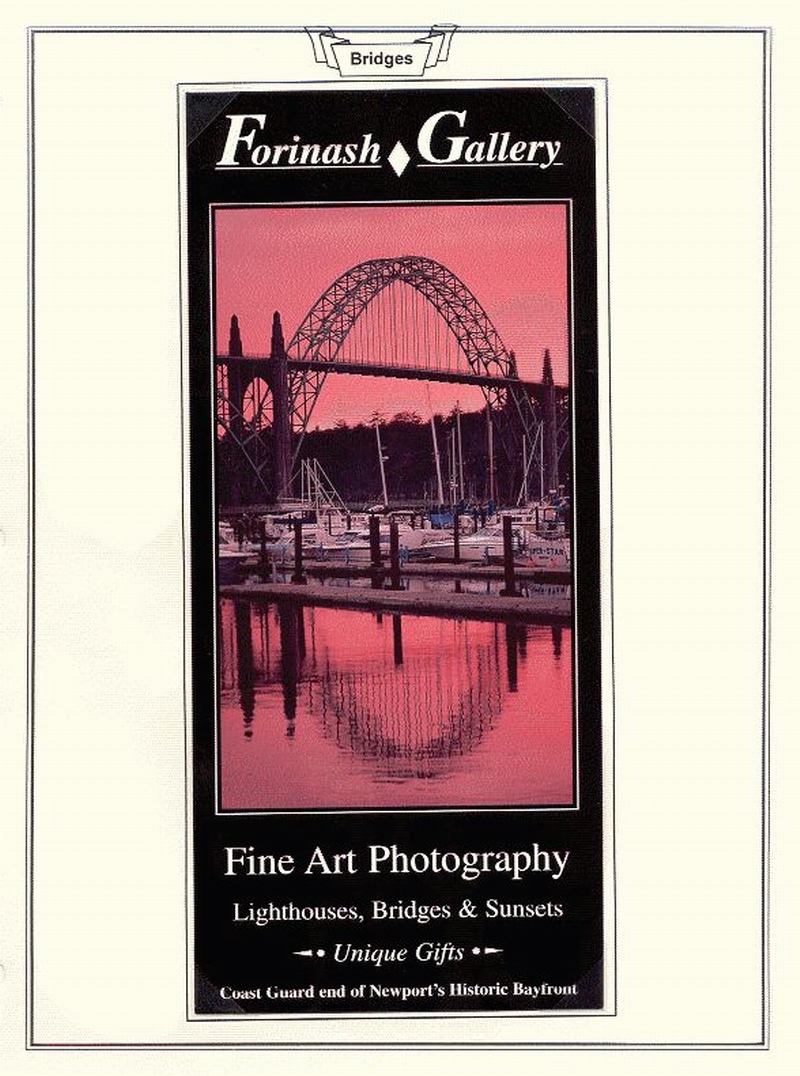 Bridges
Forinash ♦ Gallery
Fine Art Photography
Lighthouses, Bridges & Sunsets
Unique Gifts
Coast Guard end of Newport's Historic Bayfront